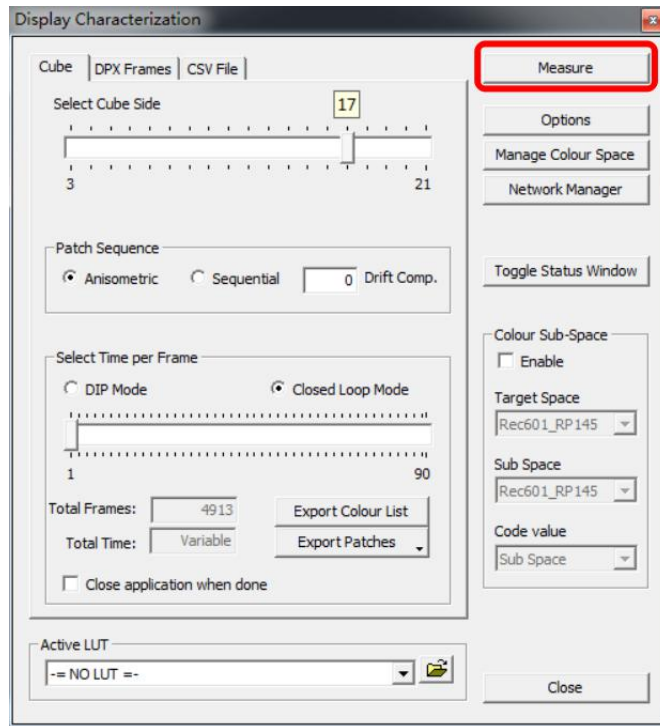 Display Characterization
Cube DPX Frames CSV File
Select Cube Side
17
3 21
Patch Sequence
Anisometric Sequential 0 Drift Comp.
Select Time per Frame
DIP Mode Closed Loop Mode
1 90
Total Frames: 4913 Export Colour List
Total Time: Variable Export Patches
Close application when done
Active LUT
-= NO LUT =-
Measure
Options
Manage Colour Space
Network Manager
Toggle Status Window
Colour Sub-Space
Enable
Target Space
Rec601_RP145
Sub Space
Rec601_RP145
Code value
Sub Space
Close